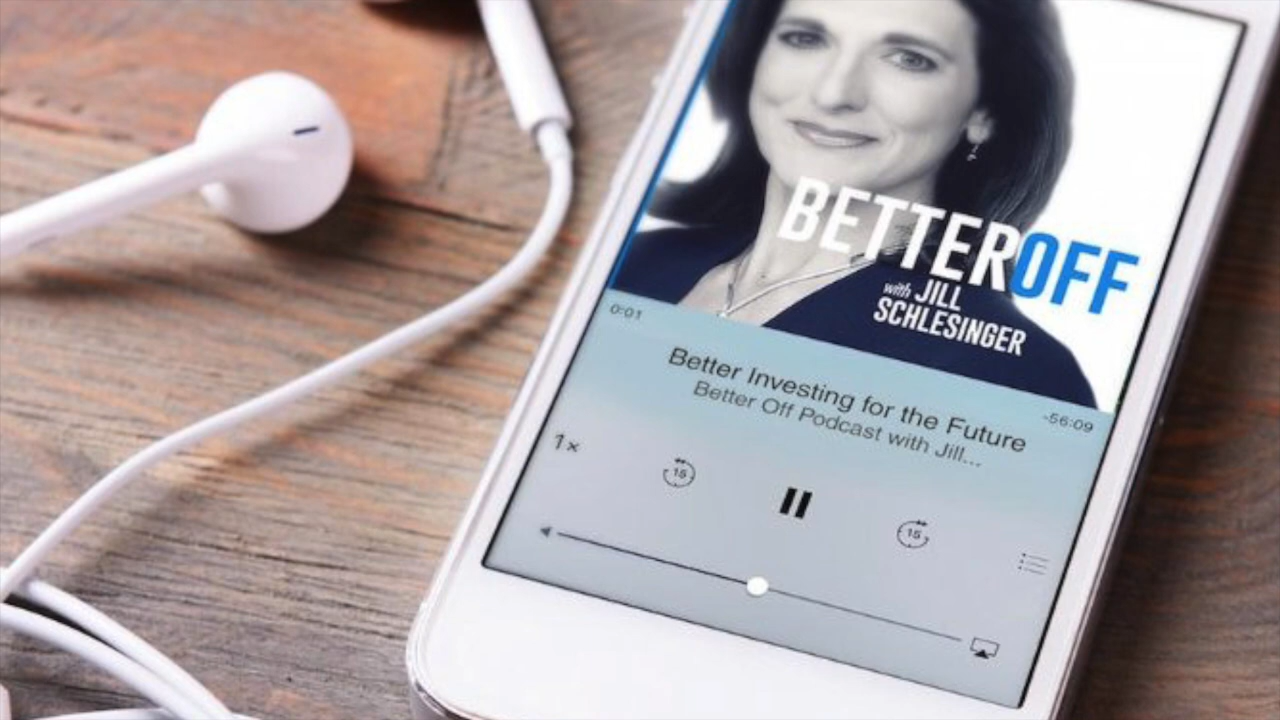 BETTEROFF
with JILL
SCHLESINGER
0:01
-56:09
Better Investing for the Future
Better Off Podcast with Jill...
1×
15
15